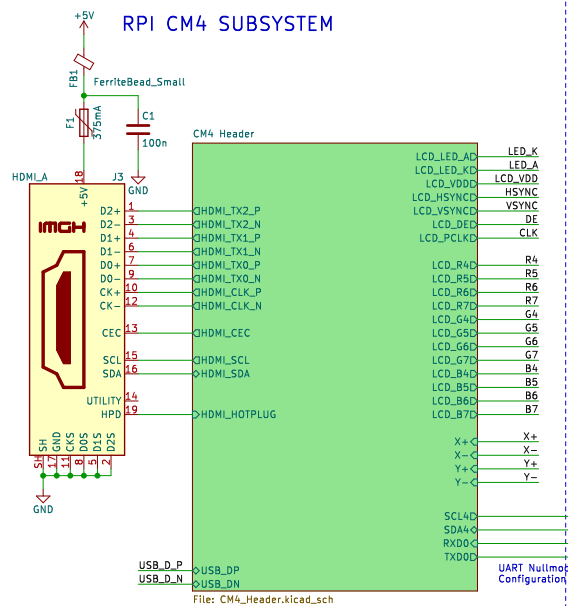 +5V
RPI CM4 SUBSYSTEM
FB1
FerriteBead_Small
F1
375mA
C1
100n
GND
CM4 Header
HDMI_A
J3
18
+5V
HDMI
D2+ 1 HDMI_TX2_P
D2- 3 HDMI_TX2_N
D1+ 4 HDMI_TX1_P
D1- 6 HDMI_TX1_N
D0+ 7 HDMI_TX0_P
D0- 9 HDMI_TX0_N
CK+ 10 HDMI_CLK_P
CK- 12 HDMI_CLK_N
CEC 13 HDMI_CEC
SCL 15 HDMI_SCL
SDA 16 HDMI_SDA
UTILITY 14
HPD 19 HDMI_HOTPLUG
SH GND CKS D0S D1S D2S
SH 17 11 8 5 2
GND
LCD_LED_A LED_K
LCD_LED_K LED_A
LCD_VDD LCD_VDD
LCD_HSYNC HSYNC
LCD_VSYNC VSYNC
LCD_DE DE
LCD_PCLK CLK
LCD_R4 R4
LCD_R5 R5
LCD_R6 R6
LCD_R7 R7
LCD_G4 G4
LCD_G5 G5
LCD_G6 G6
LCD_G7 G7
LCD_B4 B4
LCD_B5 B5
LCD_B6 B6
LCD_B7 B7
X+ X+
X- X-
Y+ Y+
Y- Y-
SCL4
SDA4
RXD0
TXD0
USB_D_P USB_DP
USB_D_N USB_DN
UART Nullmo
Configuration
File: CM4_Header.kicad_sch